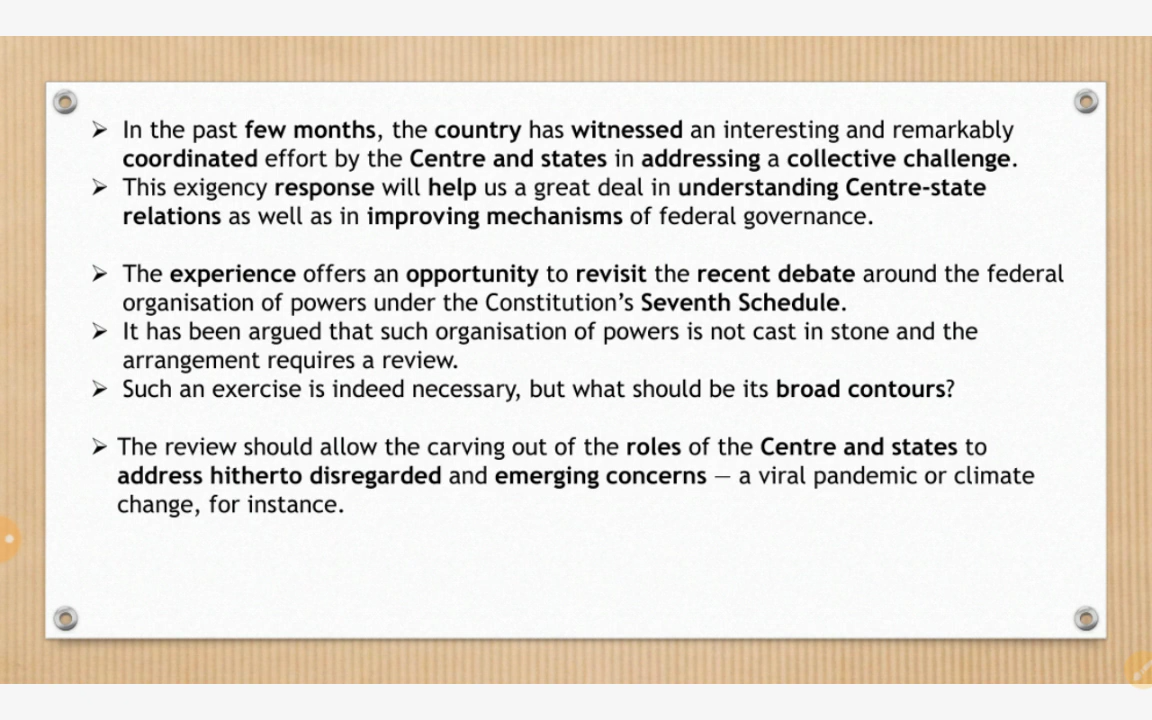 ➢ In the past few months, the country has witnessed an interesting and remarkably
coordinated effort by the Centre and states in addressing a collective challenge.
➢ This exigency response will help us a great deal in understanding Centre-state
relations as well as in improving mechanisms of federal governance.
➢ The experience offers an opportunity to revisit the recent debate around the federal
organisation of powers under the Constitution’s Seventh Schedule.
➢ It has been argued that such organisation of powers is not cast in stone and the
arrangement requires a review.
➢ Such an exercise is indeed necessary, but what should be its broad contours?
➢ The review should allow the carving out of the roles of the Centre and states to
address hitherto disregarded and emerging concerns — a viral pandemic or climate
change, for instance.